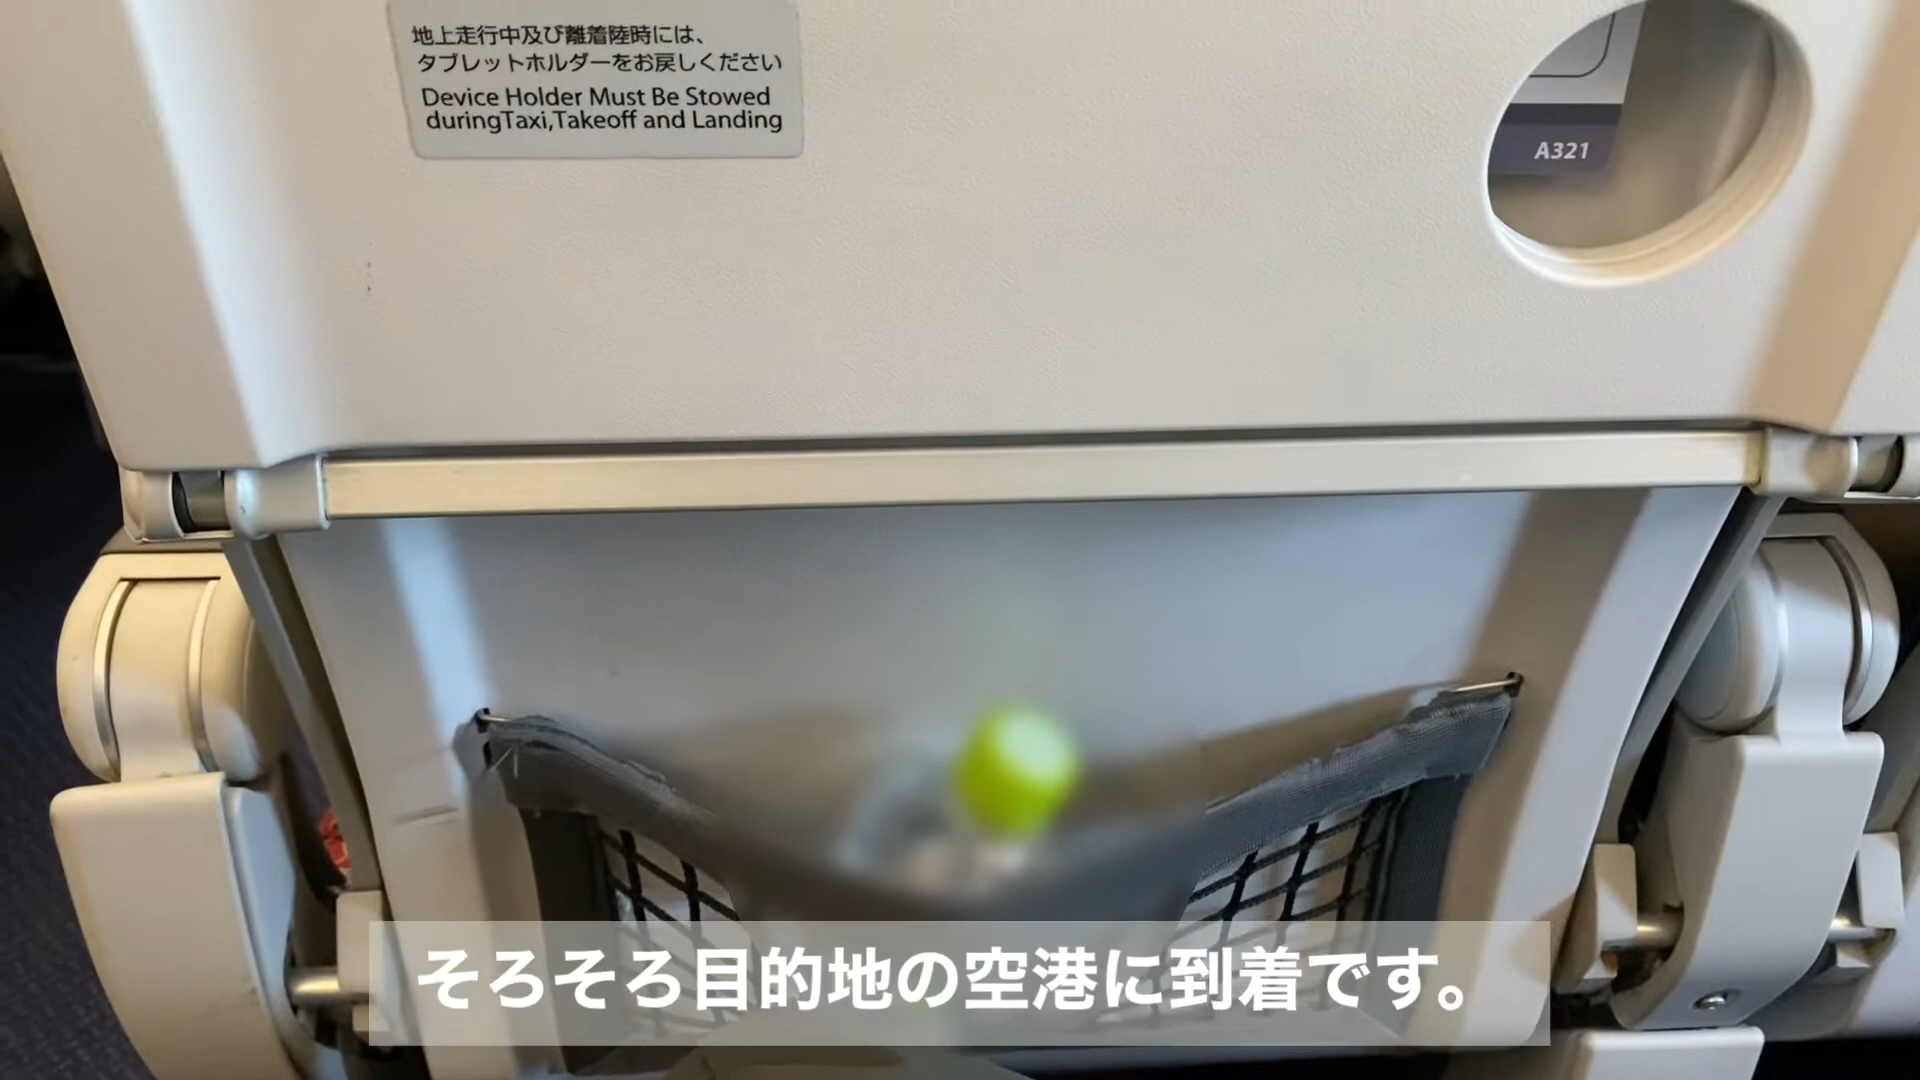 地上走行中及び離着陸時には、
タブレットホルダーをお戻しください
Device Holder Must Be Stowed
duringTaxi,Takeoff and Landing
A321
そろそろ目的地の空港に到着です。